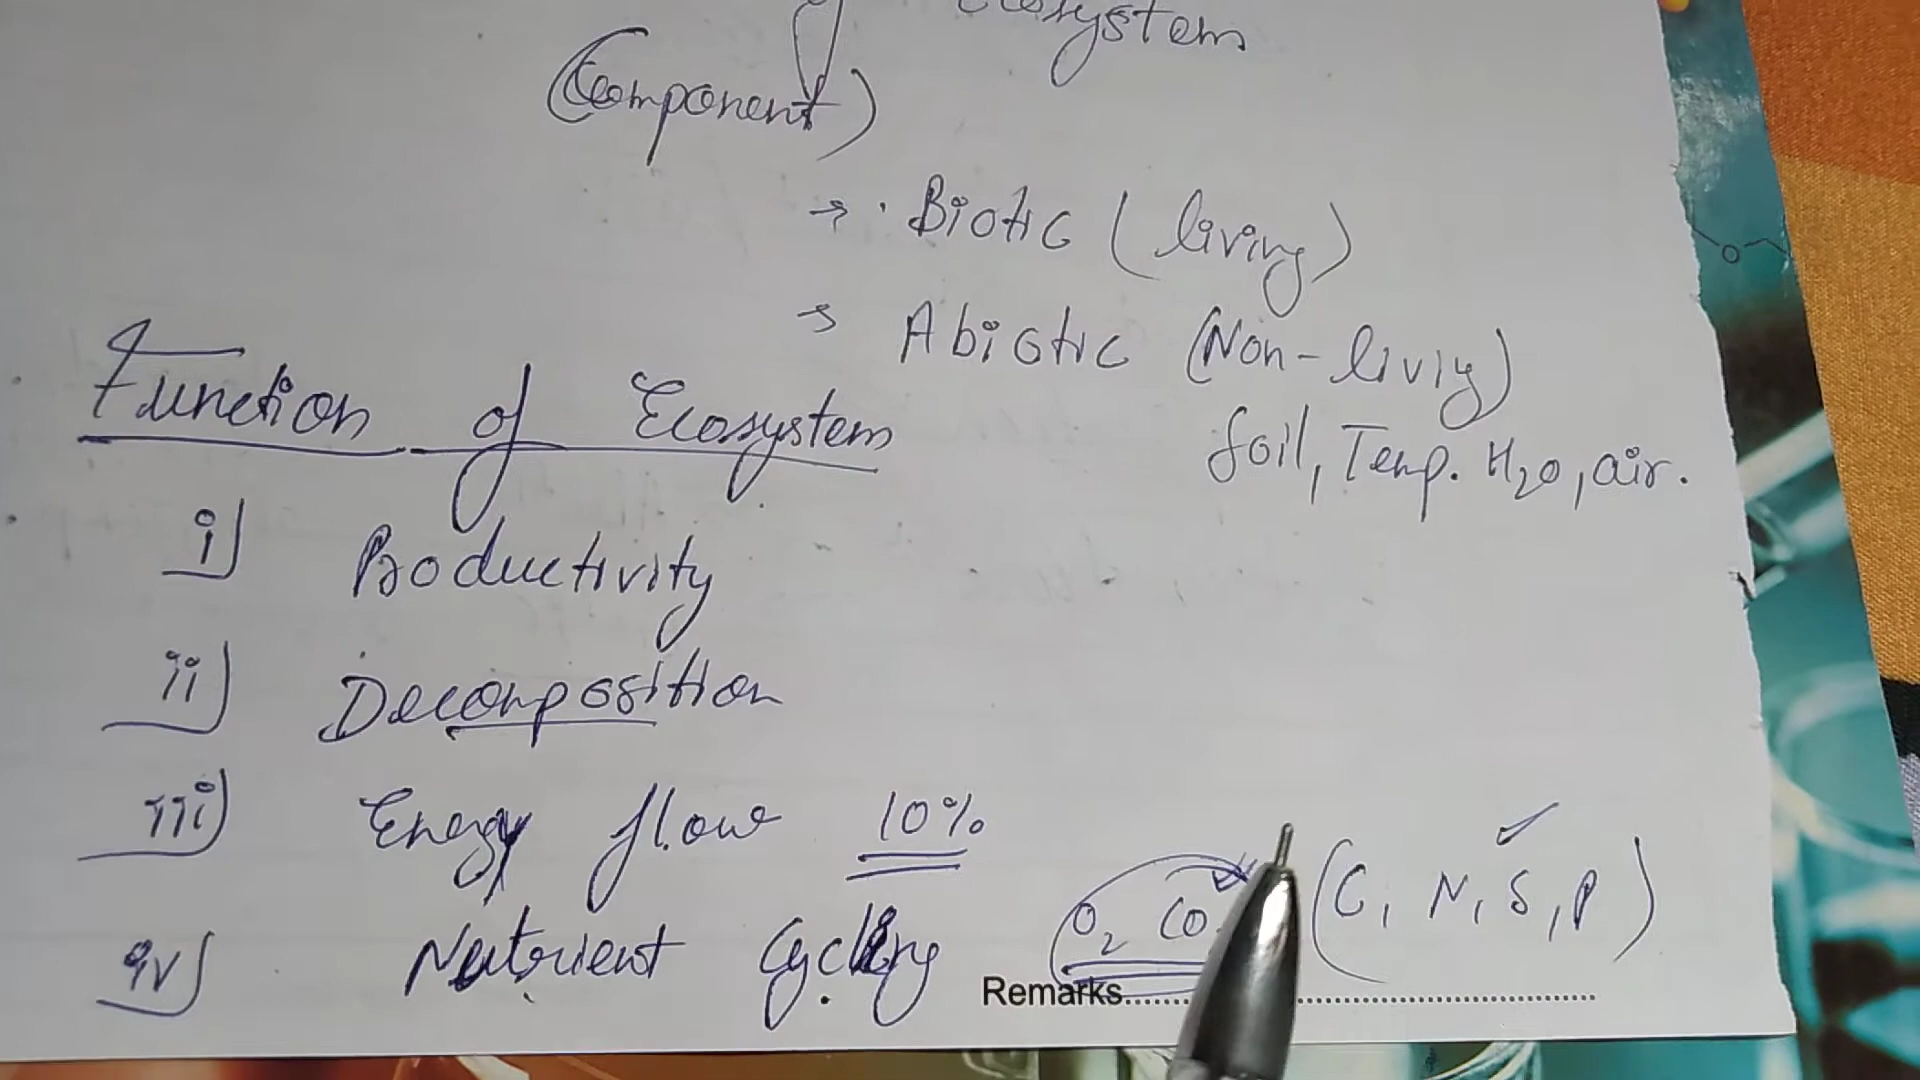 Ecosystem
(Component)
→ Biotic (living)
→ Abiotic (Non-living)
Soil, Temp. H2O, air.
Function of Ecosystem
i) Productivity
ii) Decomposition
iii) Energy flow 10%
iv) Nutrient Cycling O2 CO (C, N, S, P)
Remarks